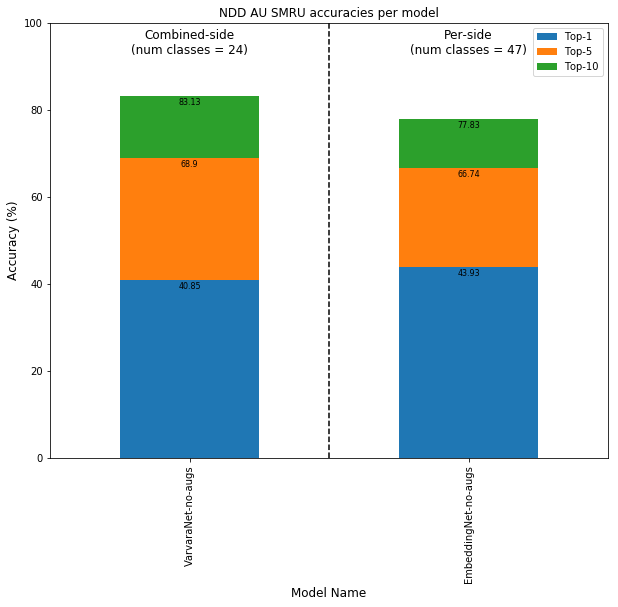 NDD AU SMRU accuracies per model
Combined-side
(num classes = 24)
Per-side
(num classes = 47)
Top-1
Top-5
Top-10
100
80
60
40
20
0
Accuracy (%)
83.13
68.9
40.85
77.83
66.74
43.93
VarvaraNet-no-augs
EmbeddingNet-no-augs
Model Name